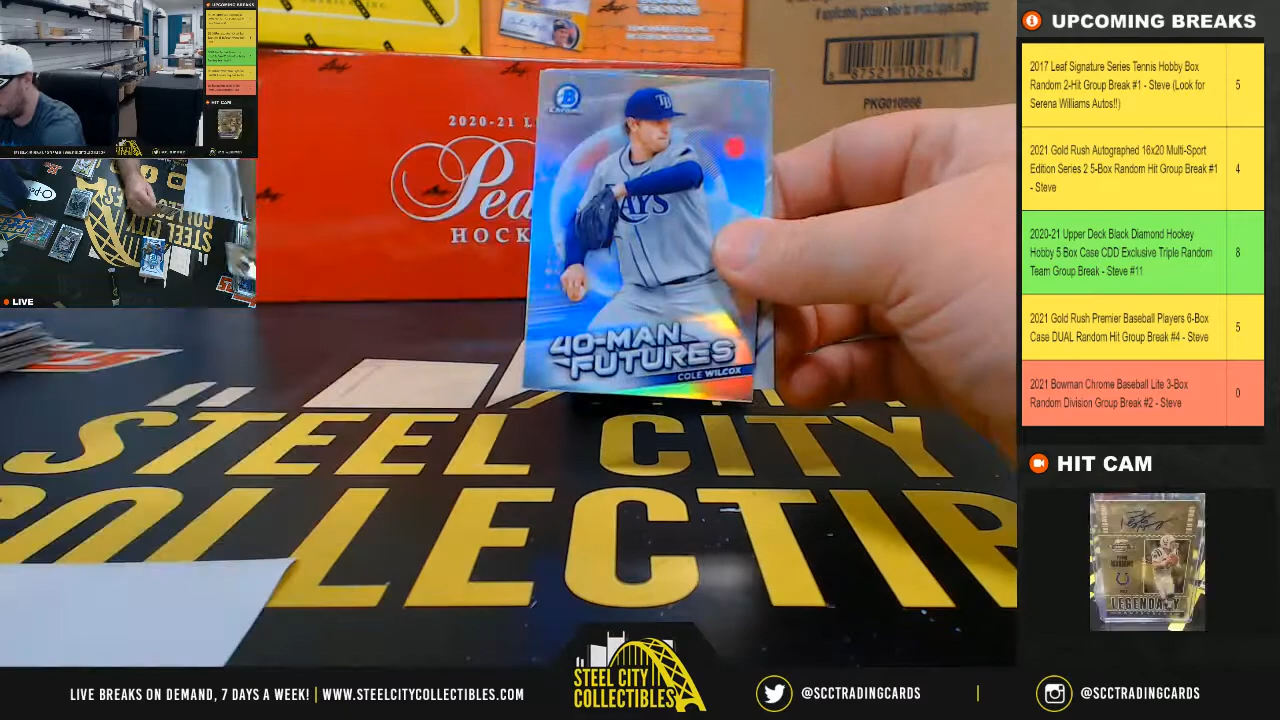 UPCOMING BREAKS
2017 Leaf Signature Series Tennis Hobby Box
Random 2-Hit Group Break #1 - Steve (Look for
Serena Williams Autos!!)
5
2021 Gold Rush Autographed 16x20 Multi-Sport
Edition Series 2 5-Box Random Hit Group Break #1
- Steve
4
2020-21 Upper Deck Black Diamond Hockey
Hobby 5 Box Case CDD Exclusive Triple Random
Team Group Break - Steve #11
8
2021 Gold Rush Premier Baseball Players 6-Box
Case DUAL Random Hit Group Break #4 - Steve
5
2021 Bowman Chrome Baseball Lite 3-Box
Random Division Group Break #2 - Steve
0
HIT CAM
LEGENDARY
UPCOMING BREAKS
HIT CAM
LIVE
2020-21 L
Pea
HOCK
PKG010866
TB
RAYS
40-MAN
FUTURES
COLE WILCOX
STEEL CITY
COLLECTIB
LIVE BREAKS ON DEMAND, 7 DAYS A WEEK! | WWW.STEELCITYCOLLECTIBLES.COM
STEEL CITY
COLLECTIBLES
@SCCTRADINGCARDS | @SCCTRADINGCARDS